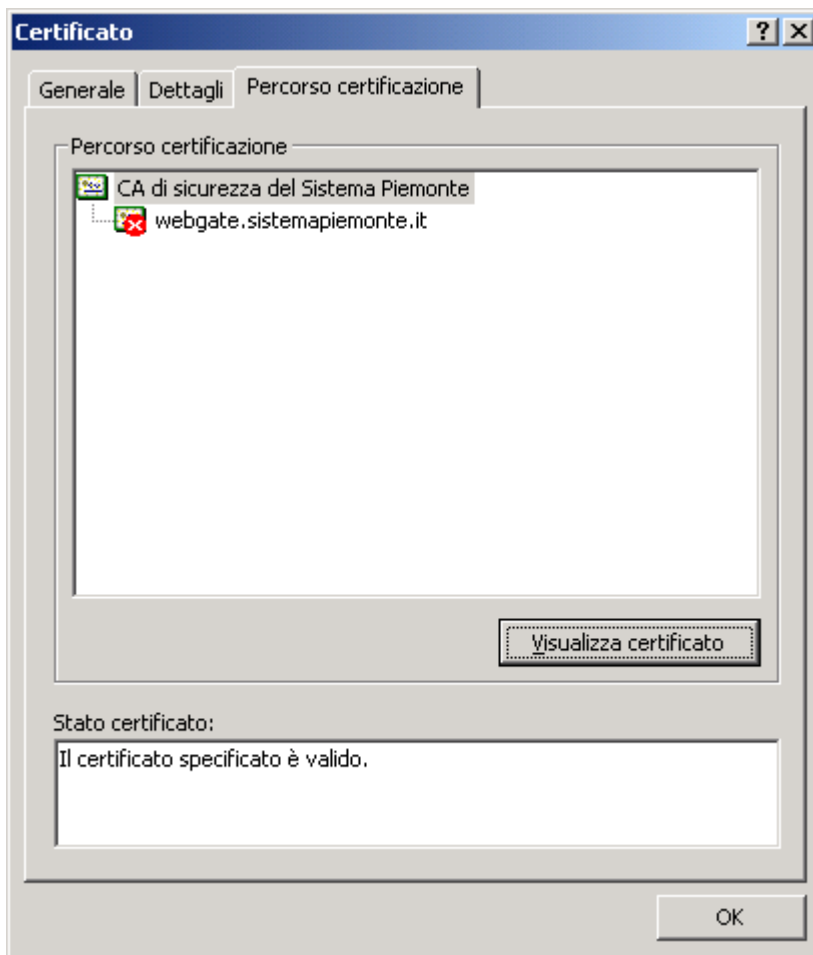 Certificato
Generale
Dettagli
Percorso certificazione
Percorso certificazione
CA di sicurezza del Sistema Piemonte
webgate.sistemapiemonte.it
Visualizza certificato
Stato certificato:
Il certificato specificato è valido.
OK